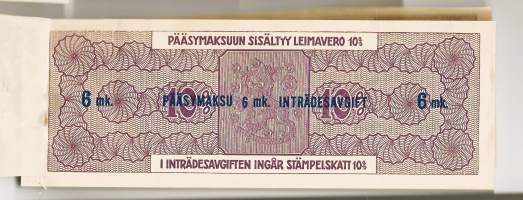 PÄÄSYMAKSUUN SISÄLTYY LEIMAVERO 10%
10% 10%
6 mk. PÄÄSYMAKSU 6 mk. INTRÄDESAVGIFT 6 mk.
I INTRÄDESAVGIFTEN INGÅR STÄMPELSKATT 10%